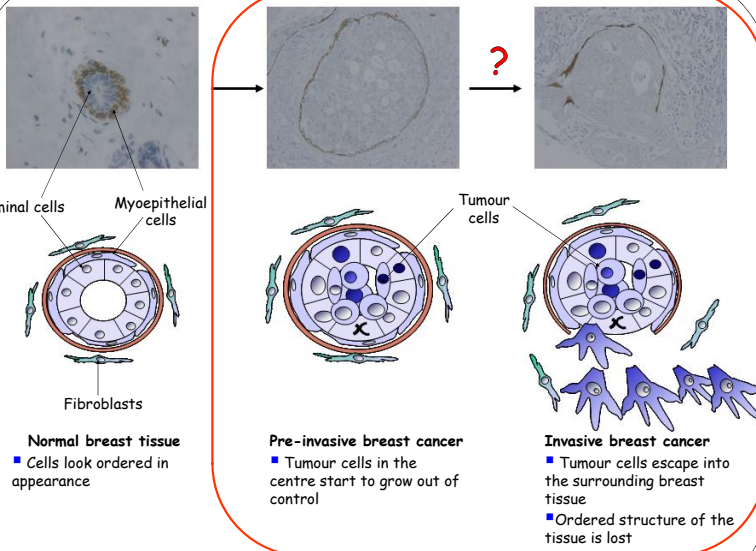 ?
minal cells
Myoepithelial
cells
Tumour
cells
Fibroblasts
Normal breast tissue
Cells look ordered in
appearance
Pre-invasive breast cancer
Tumour cells in the
centre start to grow out of
control
Invasive breast cancer
Tumour cells escape into
the surrounding breast
tissue
Ordered structure of the
tissue is lost